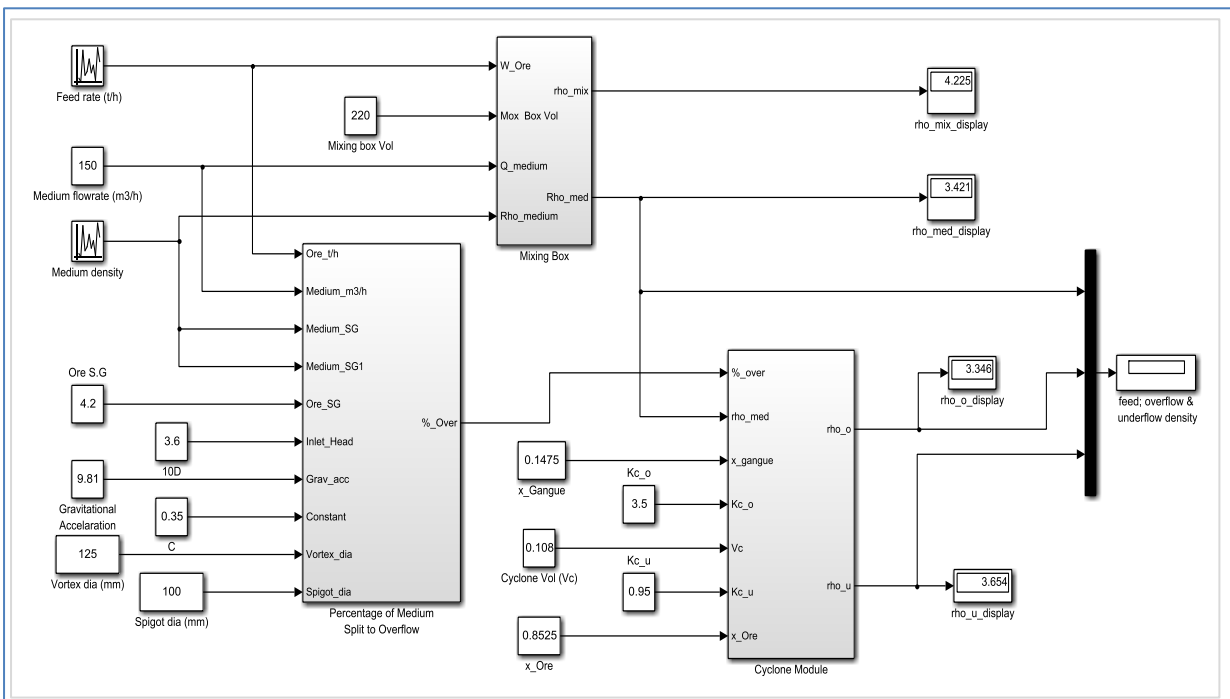 Feed rate (t/h)
220
Mixing box Vol
150
Medium flowrate (m3/h)
Medium density
W_Ore
Mox Box Vol
Q_medium
Rho_medium
rho_mix
Rho_med
Mixing Box
4.225
rho_mix_display
3.421
rho_med_display
Ore S.G
4.2
3.6
10D
9.81
Gravitational
Accelaration
0.35
C
125
Vortex dia (mm)
100
Spigot dia (mm)
Ore_t/h
Medium_m3/h
Medium_SG
Medium_SG1
Ore_SG
Inlet_Head
Grav_acc
Constant
Vortex_dia
Spigot_dia
%_Over
Percentage of Medium
Split to Overflow
0.1475
x_Gangue
Kc_o
3.5
0.108
Cyclone Vol (Vc)
Kc_u
0.95
0.8525
x_Ore
%_over
rho_med
x_gangue
Kc_o
Vc
Kc_u
x_Ore
rho_o
rho_u
Cyclone Module
3.346
rho_o_display
3.654
rho_u_display
feed; overflow &
underflow density